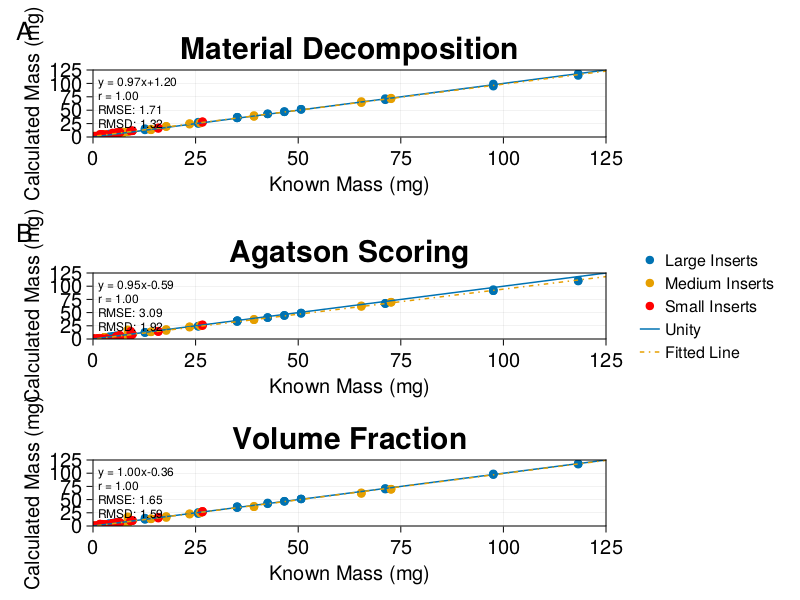 A
Material Decomposition
Calculated Mass (mg)
125
100
75
50
25
0
y = 0.97x+1.20
r = 1.00
RMSE: 1.71
RMSD: 1.32
0 25 50 75 100 125
Known Mass (mg)
B
Agatson Scoring
Calculated Mass (mg)
125
100
75
50
25
0
y = 0.95x-0.59
r = 1.00
RMSE: 3.09
RMSD: 1.92
0 25 50 75 100 125
Known Mass (mg)
Large Inserts
Medium Inserts
Small Inserts
Unity
Fitted Line
Volume Fraction
Calculated Mass (mg)
125
100
75
50
25
0
y = 1.00x-0.36
r = 1.00
RMSE: 1.65
RMSD: 1.59
0 25 50 75 100 125
Known Mass (mg)